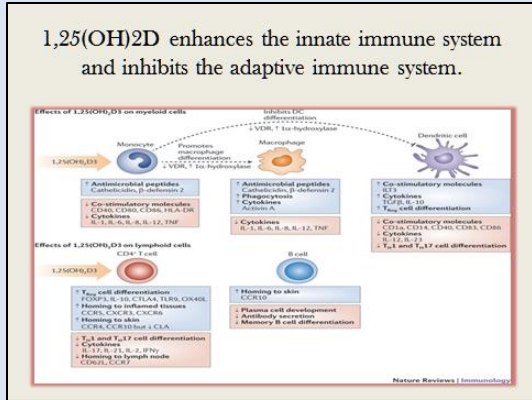 1,25(OH)2D enhances the innate immune system
and inhibits the adaptive immune system.
Effects of 1,25(OH)₂D3 on myeloid cells
Inhibits DC
differentiation
↓ VDR, ↑ 1α-hydroxylase
Monocyte
Promotes
macrophage
differentiation
↓ VDR, ↑ 1α-hydroxylase
Macrophage
Dendritic cell
1,25(OH)₂D3
↑ Antimicrobial peptides
Cathelicidin, β-defensin 2
↓ Co-stimulatory molecules
CD40, CD80, CD86, HLA-DR
↓ Cytokines
IL-1, IL-6, IL-8, IL-12, TNF
↑ Antimicrobial peptides
Cathelicidin, β-defensin 2
↑ Phagocytosis
↑ Cytokines
Activin A
↓ Cytokines
IL-1, IL-6, IL-8, IL-12, TNF
↑ Co-stimulatory molecules
ILT3
↑ Cytokines
TGFβ, IL-10
↑ TReg cell differentiation
↓ Co-stimulatory molecules
CD1a, CD14, CD40, CD83, CD86
↓ Cytokines
IL-12, IL-23
↓ TH1 and TH17 cell differentiation
Effects of 1,25(OH)₂D3 on lymphoid cells
CD4⁺ T cell
B cell
1,25(OH)₂D3
↑ TReg cell differentiation
FOXP3, IL-10, CTLA4, TLR9, OX40L
↑ Homing to inflamed tissues
CCR5, CXCR3, CXCR6
↑ Homing to skin
CCR4, CCR10 but ↓ CLA
↓ TH1 and TH17 cell differentiation
↓ Cytokines
IL-17, IL-21, IL-2, IFNγ
↓ Homing to lymph node
CD62L, CCR7
↑ Homing to skin
CCR10
↓ Plasma cell development
↓ Antibody secretion
↓ Memory B cell differentiation
Nature Reviews | Immunology